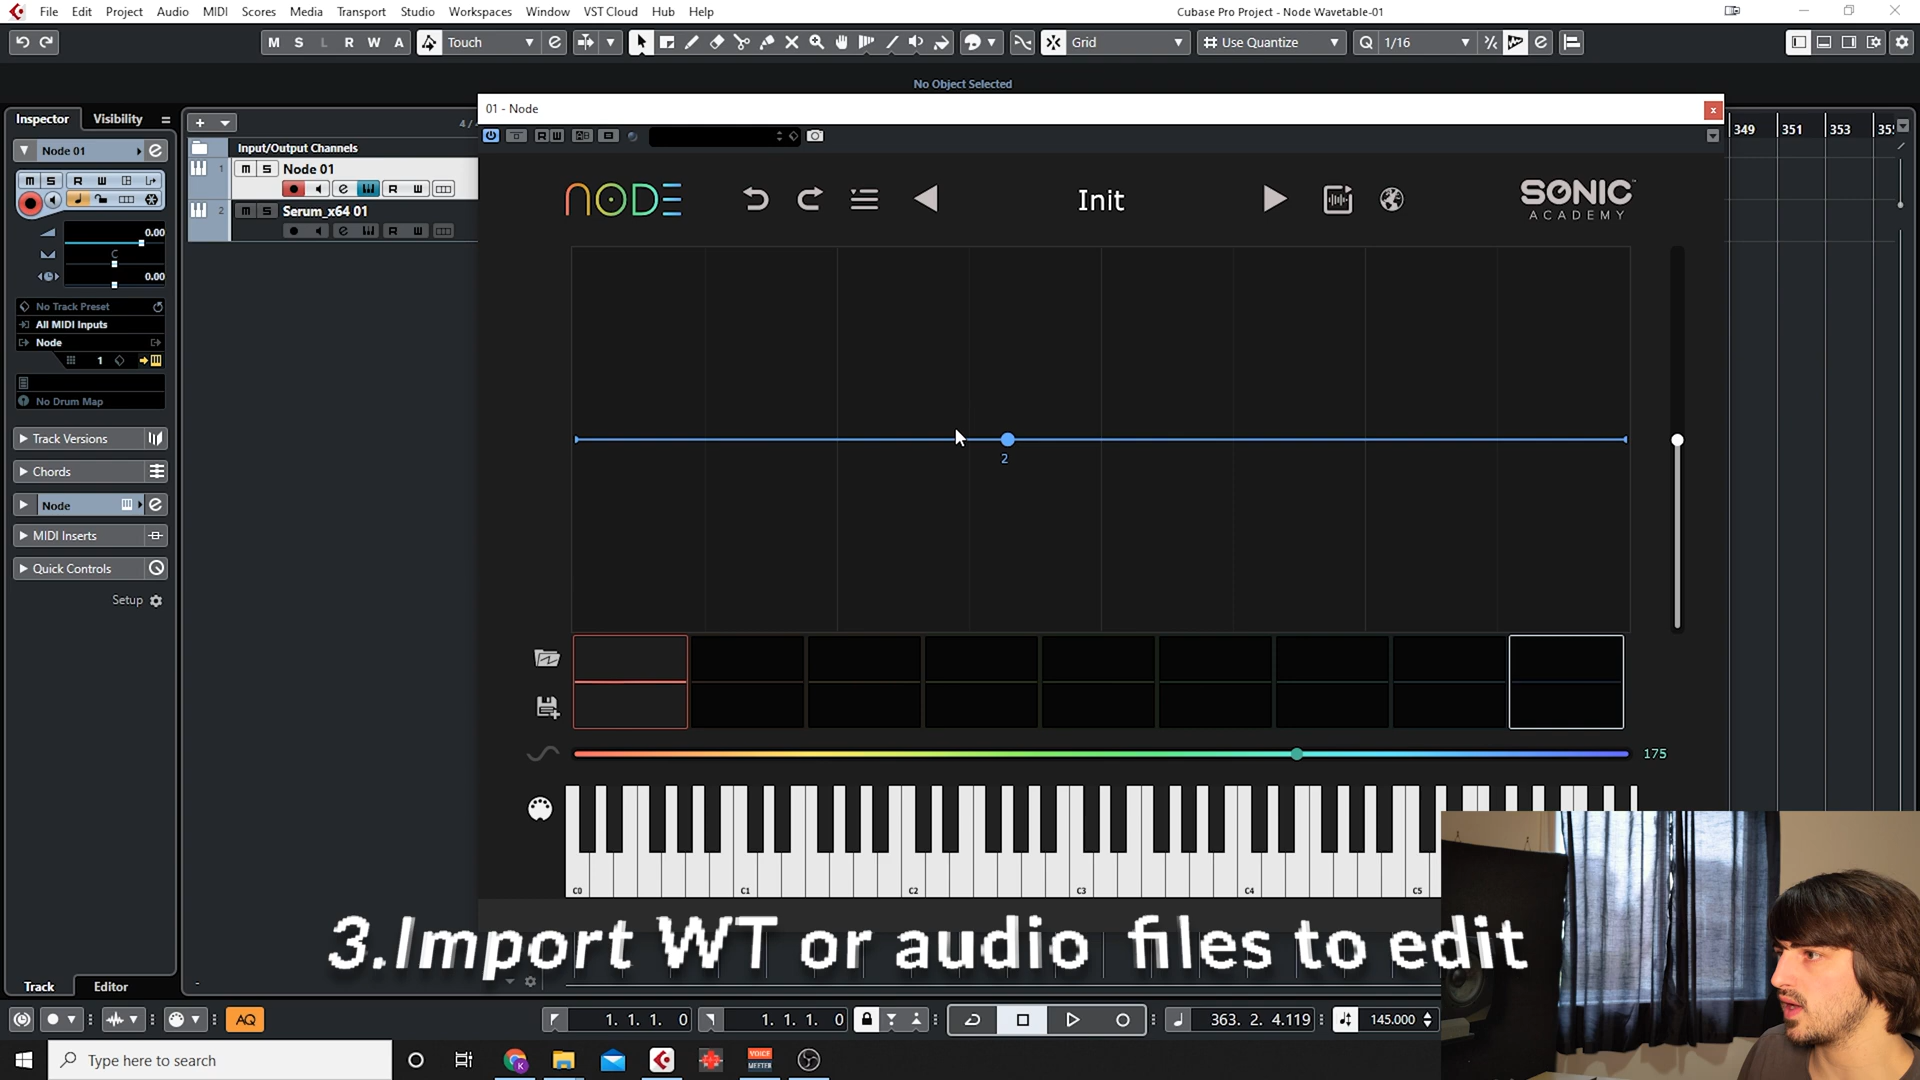 File Edit Project Audio MIDI Scores Media Transport Studio Workspaces Window VST Cloud Hub Help
Cubase Pro Project - Node Wavetable-01
M S L R W A Touch
Grid
Use Quantize
Q 1/16
No Object Selected
01 - Node
Inspector Visibility
Node 01
M S R W
0.00
C
0.00
No Track Preset
All MIDI Inputs
Node
1
No Drum Map
Track Versions
Chords
Node
MIDI Inserts
Quick Controls
Setup
Track Editor
Input/Output Channels
1 m S Node 01
R W
2 m S Serum_x64 01
R W
349 351 353
NODE
Init
SONIC
ACADEMY
2
175
C0 C1 C2 C3 C4 C5
3.Import WT or audio files to edit
AQ
1. 1. 1. 0
1. 1. 1. 0
363. 2. 4.119
145.000
Type here to search
VOICE
MEETER